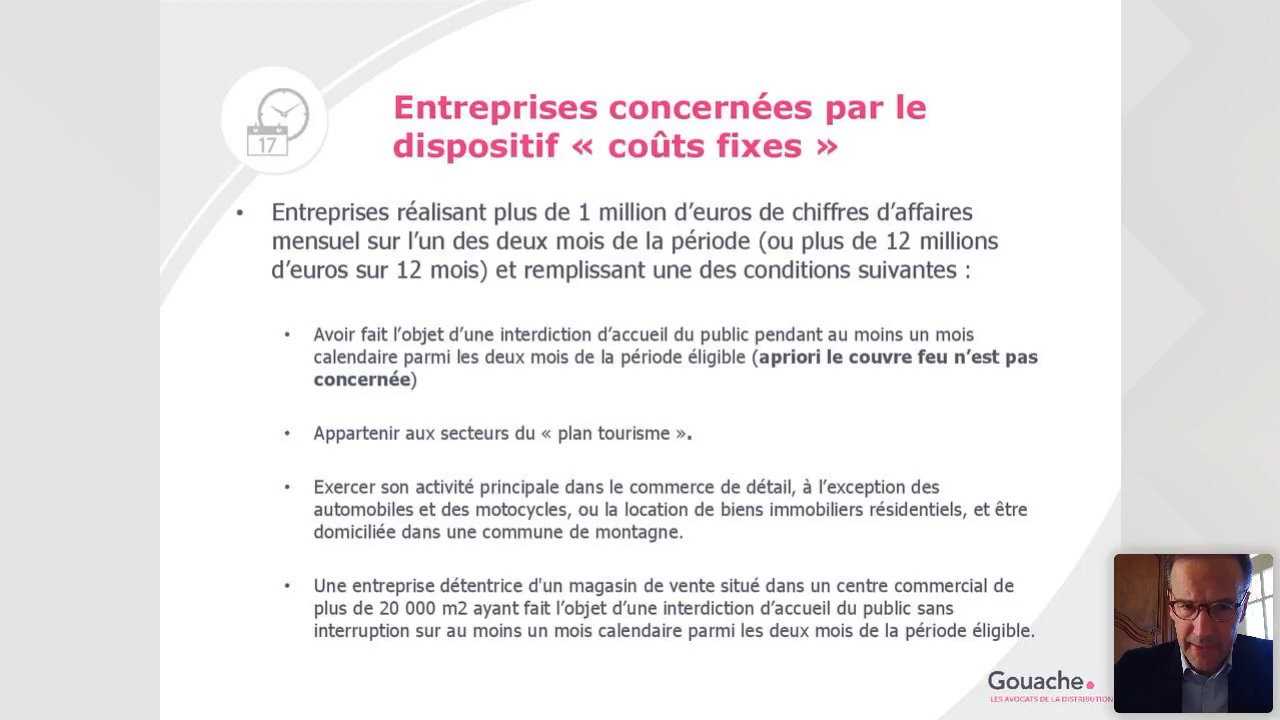 17
Entreprises concernées par le
dispositif « coûts fixes »
• Entreprises réalisant plus de 1 million d’euros de chiffres d’affaires
mensuel sur l’un des deux mois de la période (ou plus de 12 millions
d’euros sur 12 mois) et remplissant une des conditions suivantes :
• Avoir fait l’objet d’une interdiction d’accueil du public pendant au moins un mois
calendaire parmi les deux mois de la période éligible (apriori le couvre feu n’est pas
concernée)
• Appartenir aux secteurs du « plan tourisme ».
• Exercer son activité principale dans le commerce de détail, à l’exception des
automobiles et des motocycles, ou la location de biens immobiliers résidentiels, et être
domiciliée dans une commune de montagne.
• Une entreprise détentrice d'un magasin de vente situé dans un centre commercial de
plus de 20 000 m2 ayant fait l’objet d’une interdiction d’accueil du public sans
interruption sur au moins un mois calendaire parmi les deux mois de la période éligible.
Gouache
LES AVOCATS DE LA DISTRIBUTION